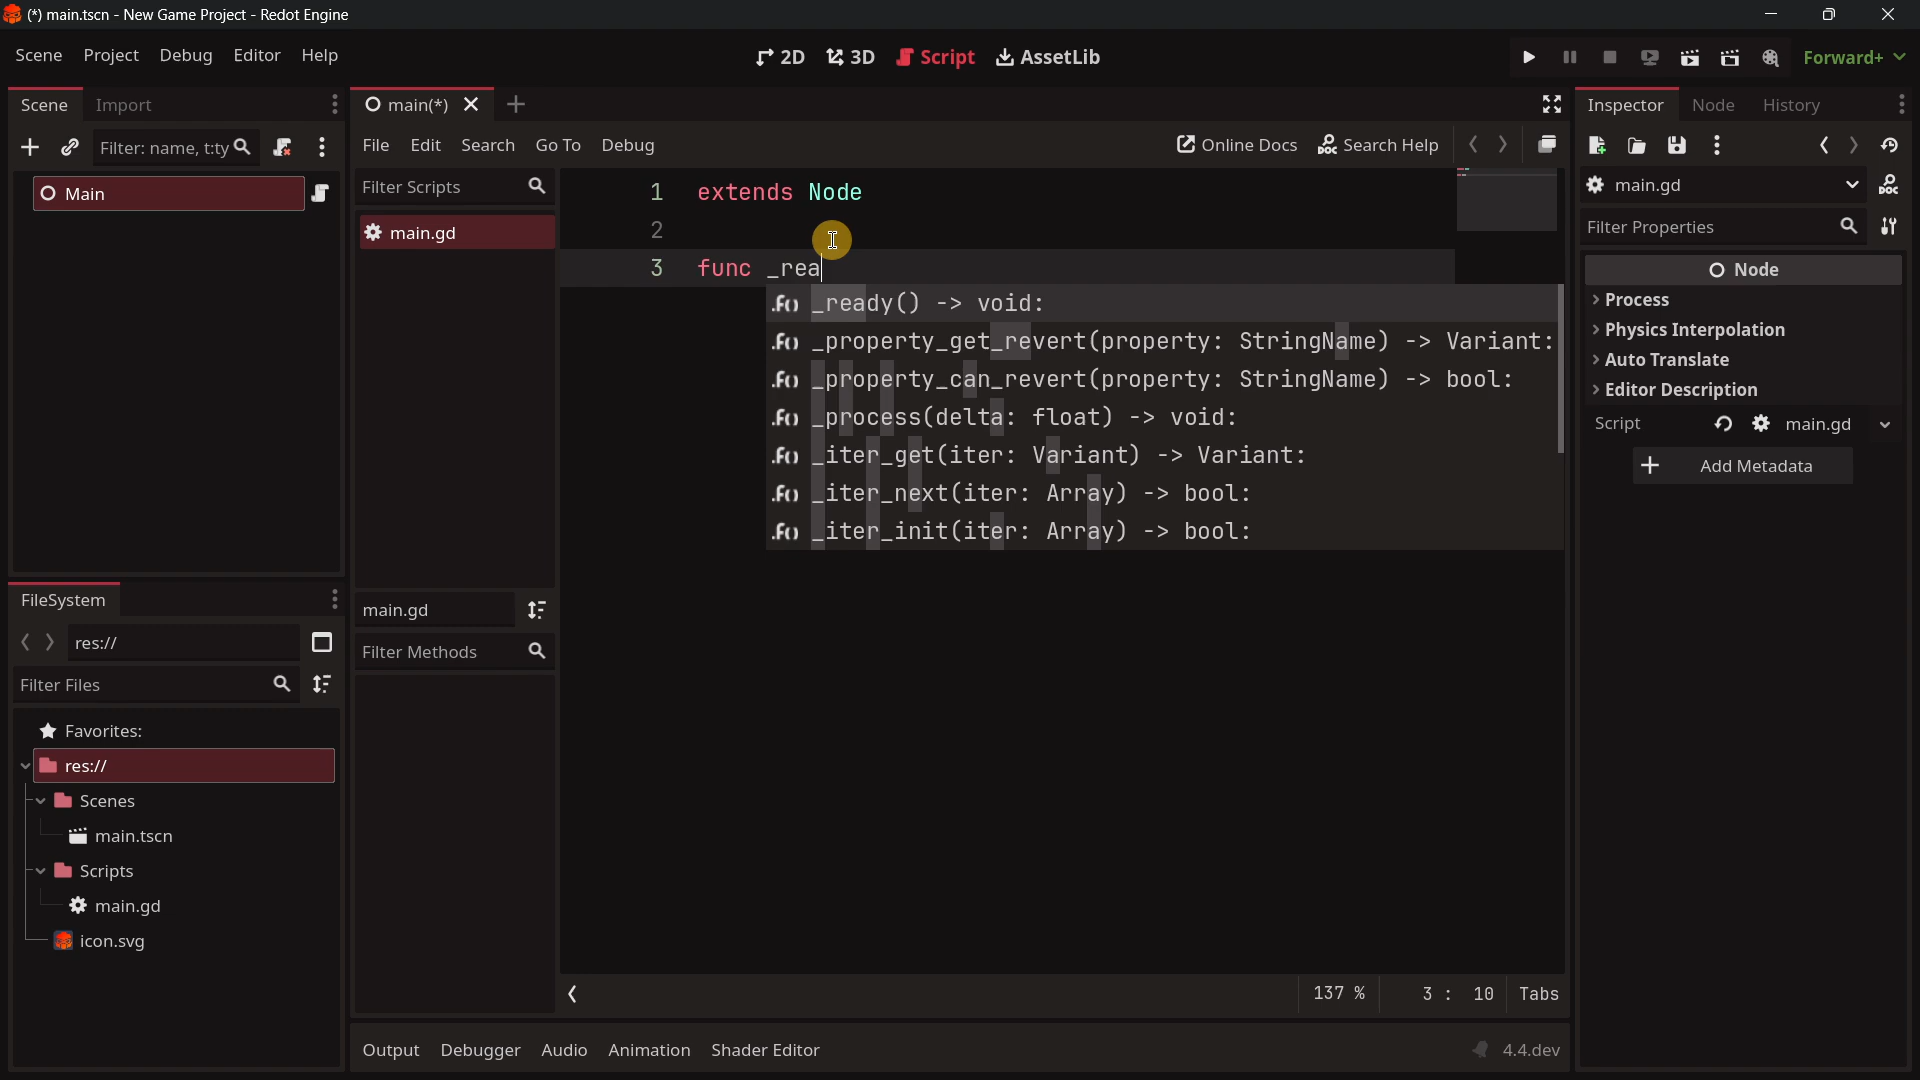 (*) main.tscn - New Game Project - Redot Engine
Scene Project Debug Editor Help
2D 3D Script AssetLib
Forward+
Scene Import
Filter: name, t:ty
Main
main(*)
File Edit Search Go To Debug
Online Docs Search Help
Filter Scripts
main.gd
1 extends Node
2
3 func _rea
_ready() -> void:
_property_get_revert(property: StringName) -> Variant:
_property_can_revert(property: StringName) -> bool:
_process(delta: float) -> void:
_iter_get(iter: Variant) -> Variant:
_iter_next(iter: Array) -> bool:
_iter_init(iter: Array) -> bool:
main.gd
Filter Methods
137 % 3 : 10 Tabs
Output Debugger Audio Animation Shader Editor
4.4.dev
FileSystem
res://
Filter Files
Favorites:
res://
Scenes
main.tscn
Scripts
main.gd
icon.svg
Inspector Node History
main.gd
DOC
Filter Properties
Node
Process
Physics Interpolation
Auto Translate
Editor Description
Script main.gd
Add Metadata